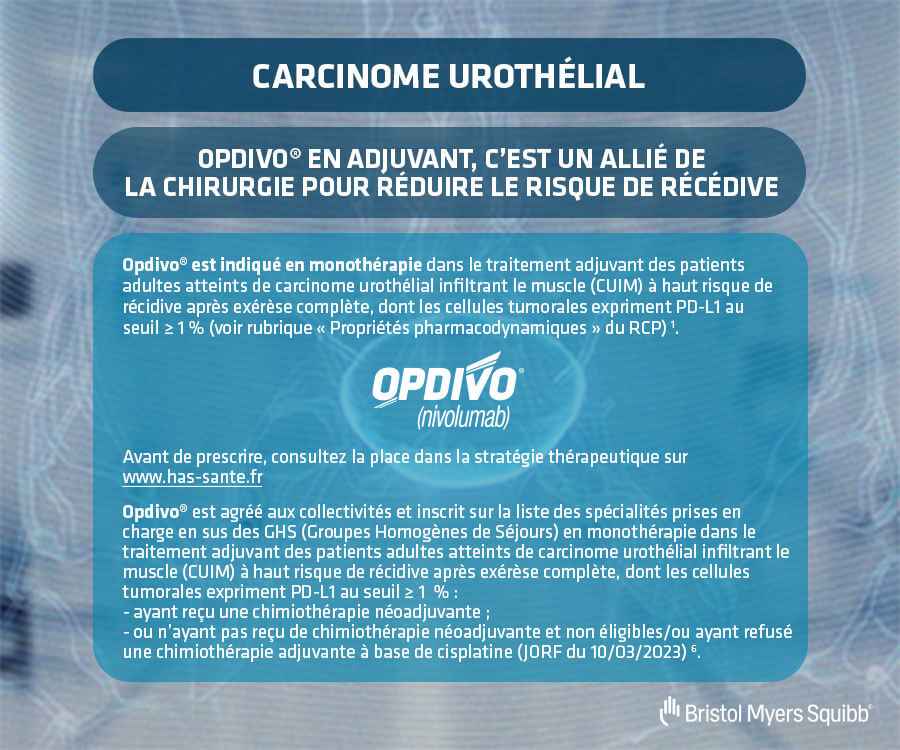 CARCINOME UROTHÉLIAL
OPDIVO® EN ADJUVANT, C’EST UN ALLIÉ DE
LA CHIRURGIE POUR RÉDUIRE LE RISQUE DE RÉCÉDIVE
Opdivo® est indiqué en monothérapie dans le traitement adjuvant des patients
adultes atteints de carcinome urothélial infiltrant le muscle (CUIM) à haut risque de
récidive après exérèse complète, dont les cellules tumorales expriment PD-L1 au
seuil ≥ 1 % (voir rubrique « Propriétés pharmacodynamiques » du RCP) ¹.
OPDIVO®
(nivolumab)
Avant de prescrire, consultez la place dans la stratégie thérapeutique sur
www.has-sante.fr
Opdivo® est agréé aux collectivités et inscrit sur la liste des spécialités prises en
charge en sus des GHS (Groupes Homogènes de Séjours) en monothérapie dans le
traitement adjuvant des patients adultes atteints de carcinome urothélial infiltrant le
muscle (CUIM) à haut risque de récidive après exérèse complète, dont les cellules
tumorales expriment PD-L1 au seuil ≥ 1 % :
- ayant reçu une chimiothérapie néoadjuvante ;
- ou n’ayant pas reçu de chimiothérapie néoadjuvante et non éligibles/ou ayant refusé
une chimiothérapie adjuvante à base de cisplatine (JORF du 10/03/2023) ⁶.
Bristol Myers Squibb®